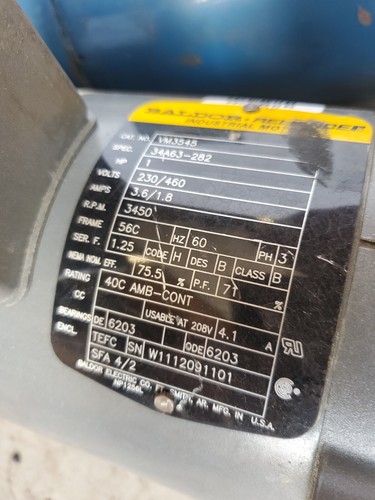 BALDOR • RELIANCER
INDUSTRIAL MOT
CAT. NO. VM3545
SPEC. 34A63-282
HP 1
VOLTS 230/460
AMPS 3.6/1.8
R.P.M. 3450
FRAME 56C HZ 60 PH 3
SER. F. 1.25 CODE H DES B CLASS B
NEMA NOM. EFF. 75.5 % P.F. 71 %
RATING 40C AMB-CONT
CC USABLE AT 208V 4.1 A
BEARINGS DE 6203 ODE 6203
ENCL. TEFC SN W1112091101
SFA 4/2
BALDOR ELECTRIC CO. FT. SMITH, AR. MFG. IN U.S.A.
NP1256L